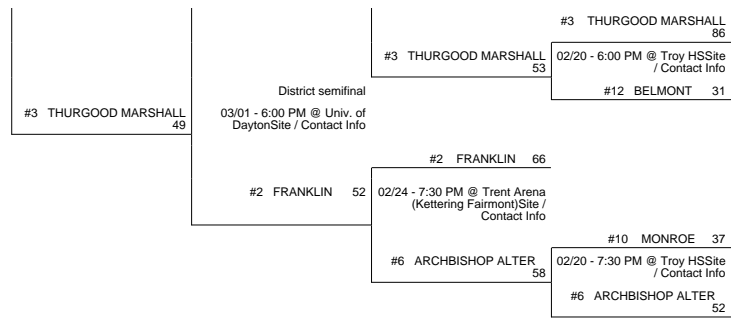 #3 THURGOOD MARSHALL
86
#3 THURGOOD MARSHALL
53
02/20 - 6:00 PM @ Troy HSSite
/ Contact Info
#12 BELMONT 31
District semifinal
#3 THURGOOD MARSHALL
49
03/01 - 6:00 PM @ Univ. of
DaytonSite / Contact Info
#2 FRANKLIN 66
#2 FRANKLIN 52
02/24 - 7:30 PM @ Trent Arena
(Kettering Fairmont)Site /
Contact Info
#10 MONROE 37
#6 ARCHBISHOP ALTER
58
02/20 - 7:30 PM @ Troy HSSite
/ Contact Info
#6 ARCHBISHOP ALTER
52